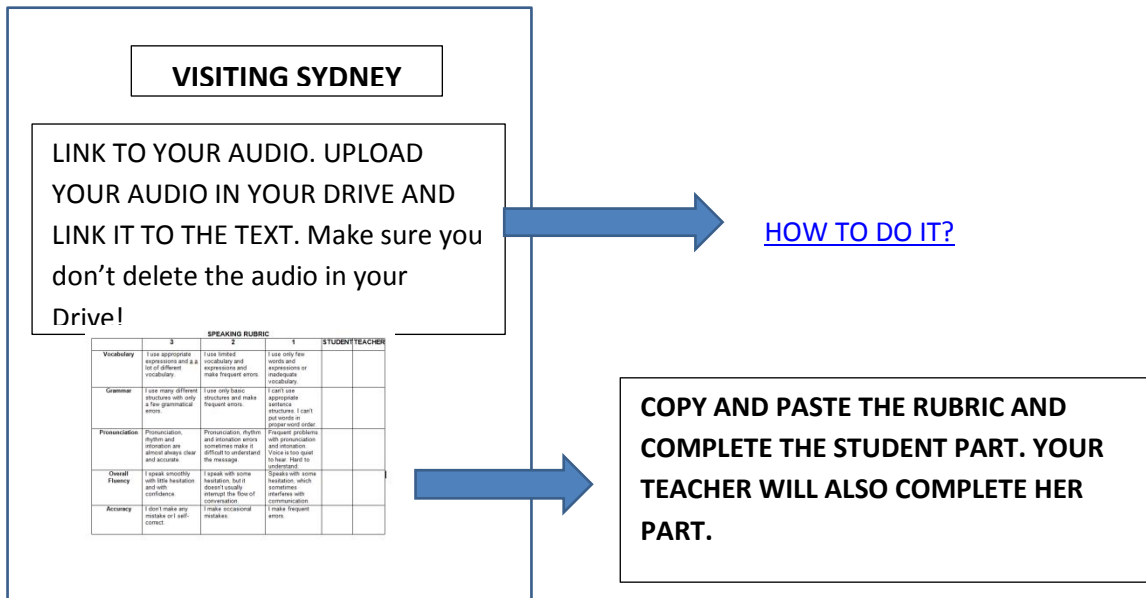 VISITING SYDNEY
LINK TO YOUR AUDIO. UPLOAD
YOUR AUDIO IN YOUR DRIVE AND
LINK IT TO THE TEXT. Make sure you
don't delete the audio in your
Drive!
HOW TO DO IT?
SPEAKING RUBRIC
3 2 1 STUDENT TEACHER
Vocabulary
I use appropriate
expressions and a a
lot of different
vocabulary.
I use limited
vocabulary and
expressions and
make frequent errors.
I use only few
words and
expressions or
inadequate
vocabulary.
Grammar
I use many different
structures with only
a few grammatical
errors.
I use only basic
structures and make
frequent errors.
I can't use
appropriate
sentence
structures. I can't
put words in
proper word order
Pronunciation
Pronunciation,
rhythm and
intonation are
almost always clear
and accurate.
Pronunciation, rhythm
and intonation errors
sometimes make it
difficult to understand
the message.
Frequent problems
with pronunciation
and intonation.
Voice is too quiet
to hear. Hard to
understand.
Overall
Fluency
I speak smoothly
with little hesitation
and with
confidence.
I speak with some
hesitation, but it
doesn't usually
interrupt the flow of
conversation.
Speaks with some
hesitation, which
sometimes
interferes with
communication.
Accuracy
I don't make any
mistake or I self-
correct.
I make occasional
mistakes.
I make frequent
errors
COPY AND PASTE THE RUBRIC AND
COMPLETE THE STUDENT PART. YOUR
TEACHER WILL ALSO COMPLETE HER
PART.